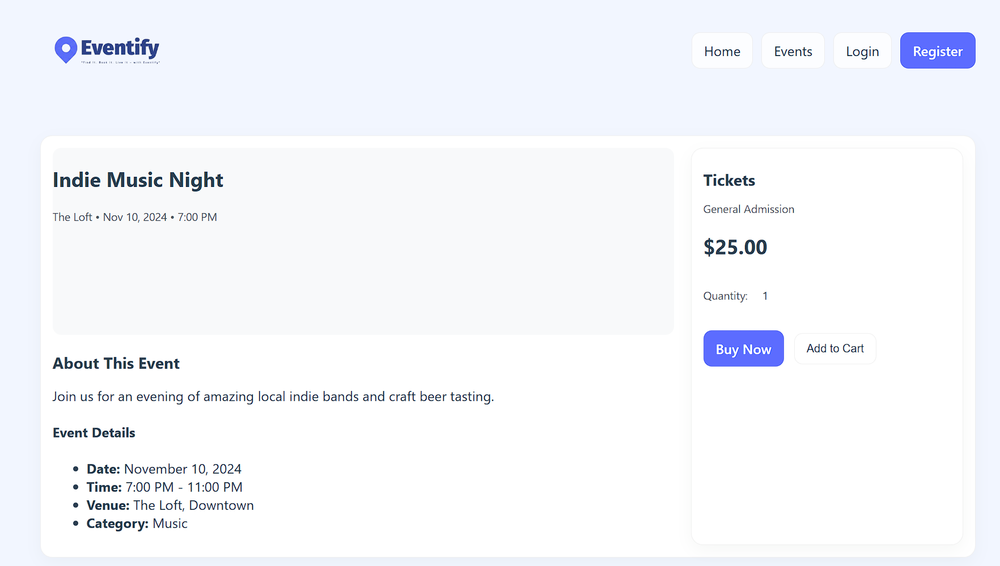 Eventify
"Find It. Book It. Live It – with Eventify"
Home
Events
Login
Register
Indie Music Night
The Loft • Nov 10, 2024 • 7:00 PM
About This Event
Join us for an evening of amazing local indie bands and craft beer tasting.
Event Details
• Date: November 10, 2024
• Time: 7:00 PM - 11:00 PM
• Venue: The Loft, Downtown
• Category: Music
Tickets
General Admission
$25.00
Quantity: 1
Buy Now
Add to Cart